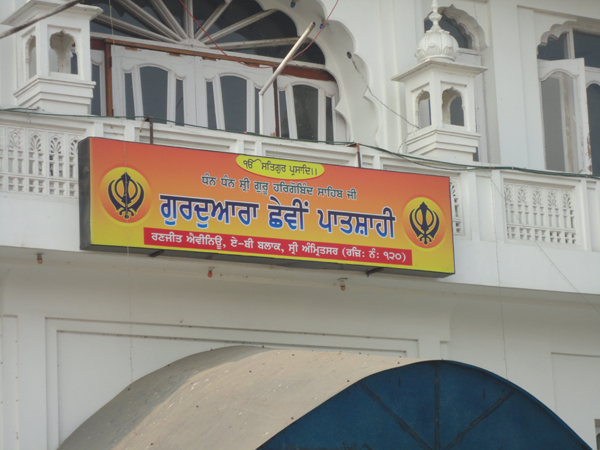 ੴ ਸਤਿਗੁਰ ਪ੍ਰਸਾਦਿ।।
ਧੰਨ ਧੰਨ ਸ੍ਰੀ ਗੁਰੂ ਹਰਿਗੋਬਿੰਦ ਸਾਹਿਬ ਜੀ
ਗੁਰਦੁਆਰਾ ਛੇਵੀਂ ਪਾਤਸ਼ਾਹੀ
ਰਣਜੀਤ ਐਵੀਨਿਊ, ਏ-ਬੀ ਬਲਾਕ, ਸ੍ਰੀ ਅੰਮ੍ਰਿਤਸਰ (ਰਜਿ: ਨੰ: ੧੨੦)